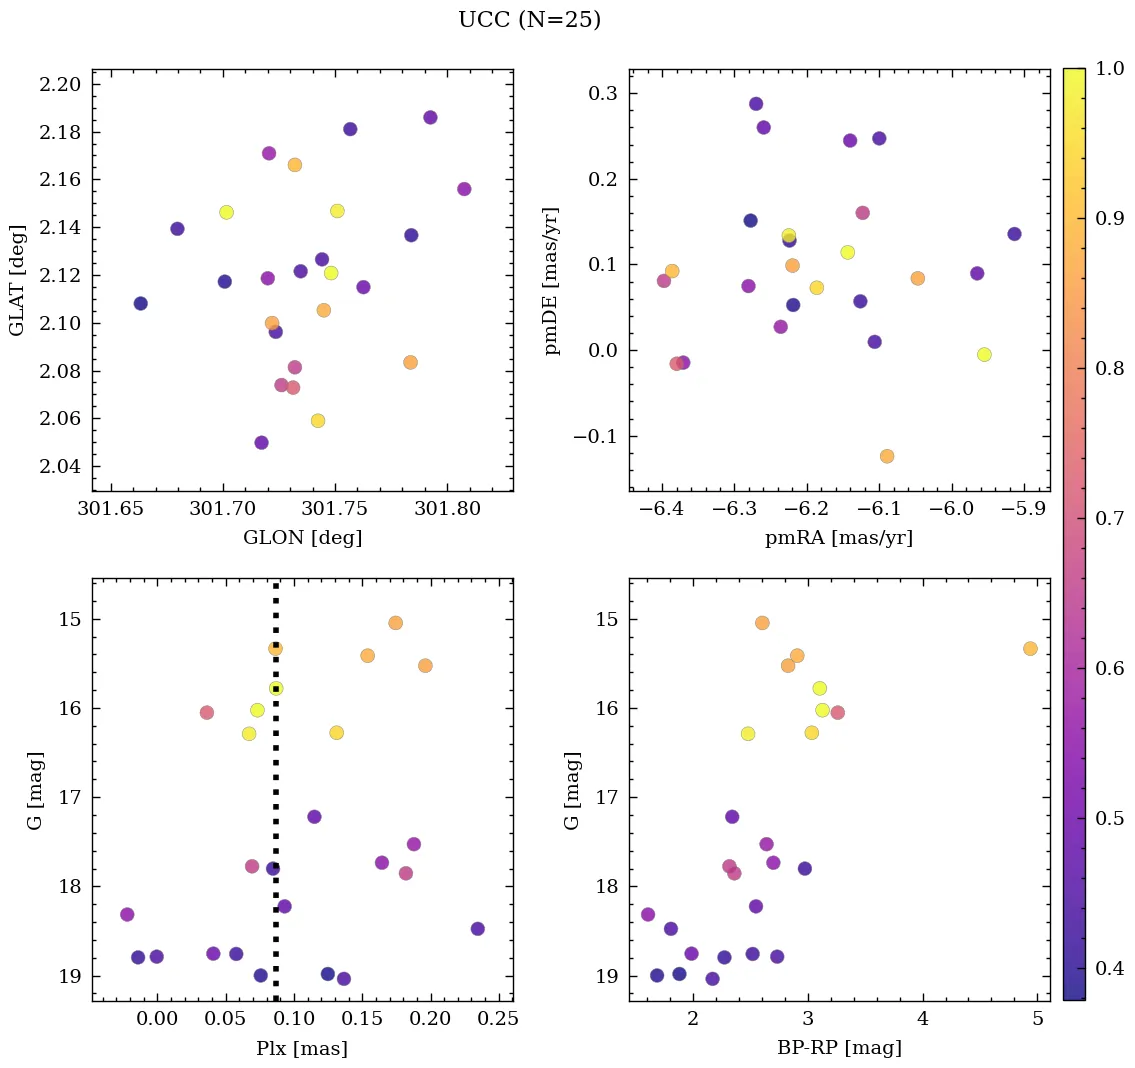 UCC (N=25)
2.20
2.18
2.16
2.14
2.12
2.10
2.08
2.06
2.04
GLAT [deg]
301.65 301.70 301.75 301.80
GLON [deg]
0.3
0.2
0.1
0.0
−0.1
pmDE [mas/yr]
−6.4 −6.3 −6.2 −6.1 −6.0 −5.9
pmRA [mas/yr]
15
16
17
18
19
G [mag]
0.00 0.05 0.10 0.15 0.20 0.25
Plx [mas]
15
16
17
18
19
G [mag]
2 3 4 5
BP-RP [mag]
1.0
0.9
0.8
0.7
0.6
0.5
0.4